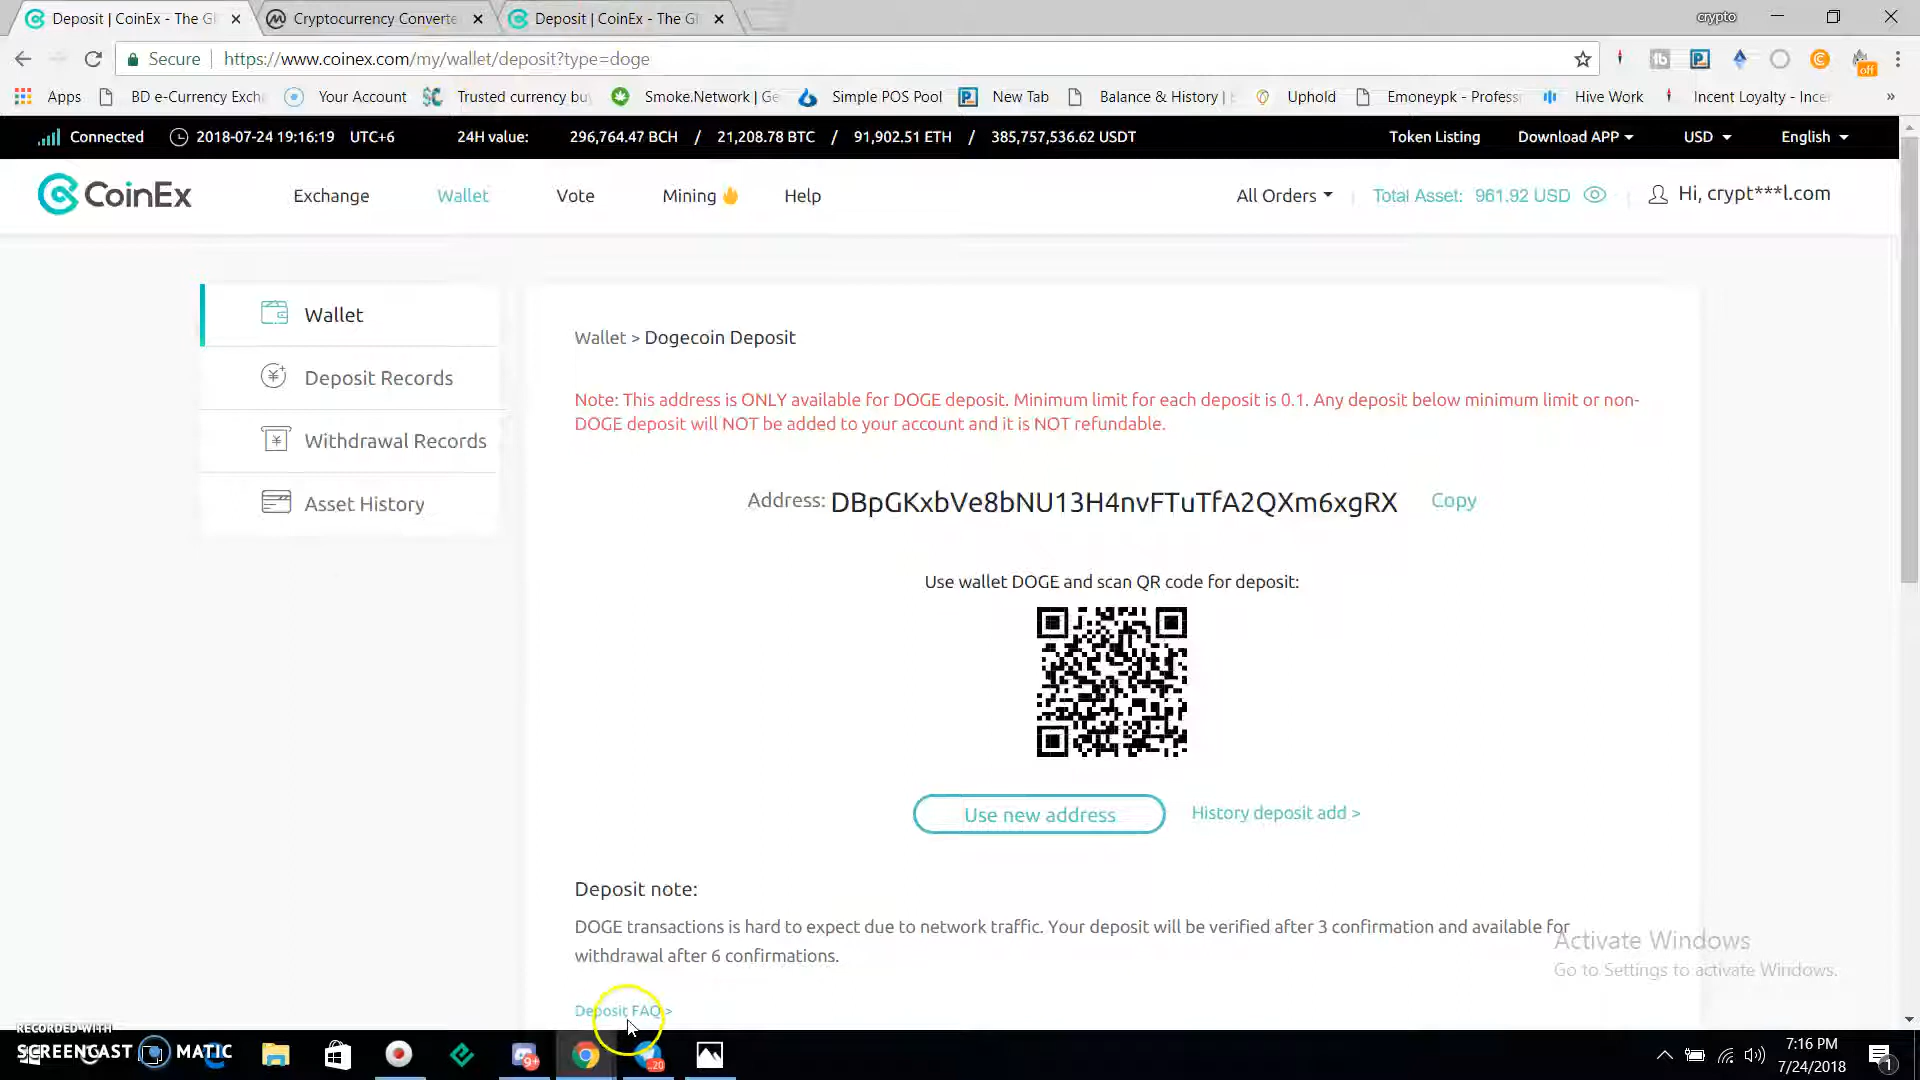 Deposit | CoinEx - The Gl
Cryptocurrency Converte
Deposit | CoinEx - The Gl
crypto
Secure
https://www.coinex.com/my/wallet/deposit?type=doge
off
Apps
BD e-Currency Exch
Your Account
Trusted currency bu
Smoke.Network | Ge
Simple POS Pool
New Tab
Balance & History |
Uphold
Emoneypk - Profess
Hive Work
Incent Loyalty - Ince
»
Connected
2018-07-24 19:16:19 UTC+6
24H value:
296,764.47 BCH / 21,208.78 BTC / 91,902.51 ETH / 385,757,536.62 USDT
Token Listing
Download APP
USD
English
CoinEx
Exchange
Wallet
Vote
Mining
Help
All Orders
Total Asset: 961.92 USD
Hi, crypt***l.com
Wallet
Deposit Records
Withdrawal Records
Asset History
Wallet > Dogecoin Deposit
Note: This address is ONLY available for DOGE deposit. Minimum limit for each deposit is 0.1. Any deposit below minimum limit or non-
DOGE deposit will NOT be added to your account and it is NOT refundable.
Address: DBpGKxbVe8bNU13H4nvFTuTfA2QXm6xgRX
Copy
Use wallet DOGE and scan QR code for deposit:
Use new address
History deposit add >
Deposit note:
DOGE transactions is hard to expect due to network traffic. Your deposit will be verified after 3 confirmation and available for
withdrawal after 6 confirmations.
Deposit FAQ >
Activate Windows
Go to Settings to activate Windows.
RECORDED WITH
SCREENCAST MATIC
9+
20
7:16 PM
7/24/2018
1